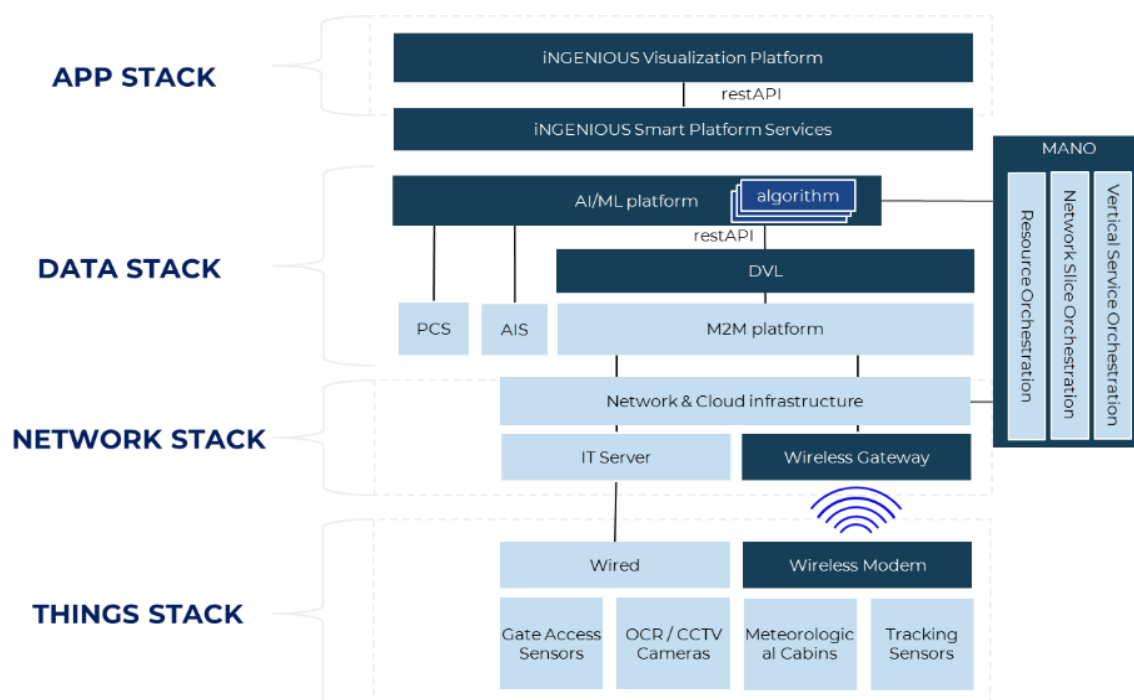 APP STACK
iNGENIOUS Visualization Platform
restAPI
iNGENIOUS Smart Platform Services
MANO
Resource Orchestration
Network Slice Orchestration
Vertical Service Orchestration
DATA STACK
AI/ML platform
algorithm
restAPI
DVL
PCS
AIS
M2M platform
NETWORK STACK
Network & Cloud infrastructure
IT Server
Wireless Gateway
THINGS STACK
Wired
Wireless Modem
Gate Access
Sensors
OCR / CCTV
Cameras
Meteorologic
al Cabins
Tracking
Sensors